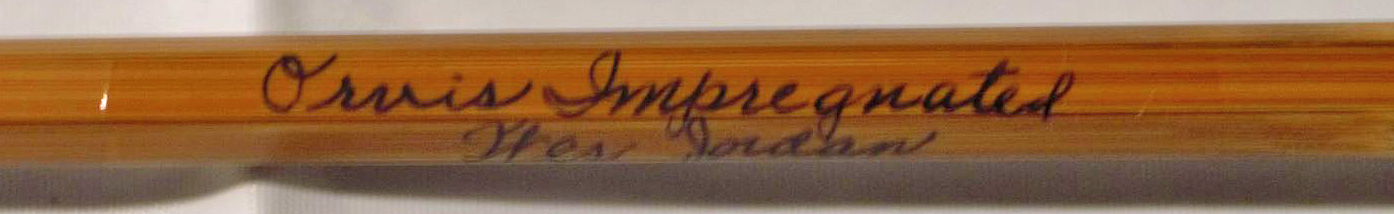 Orvis Impregnated
Wes Jordan